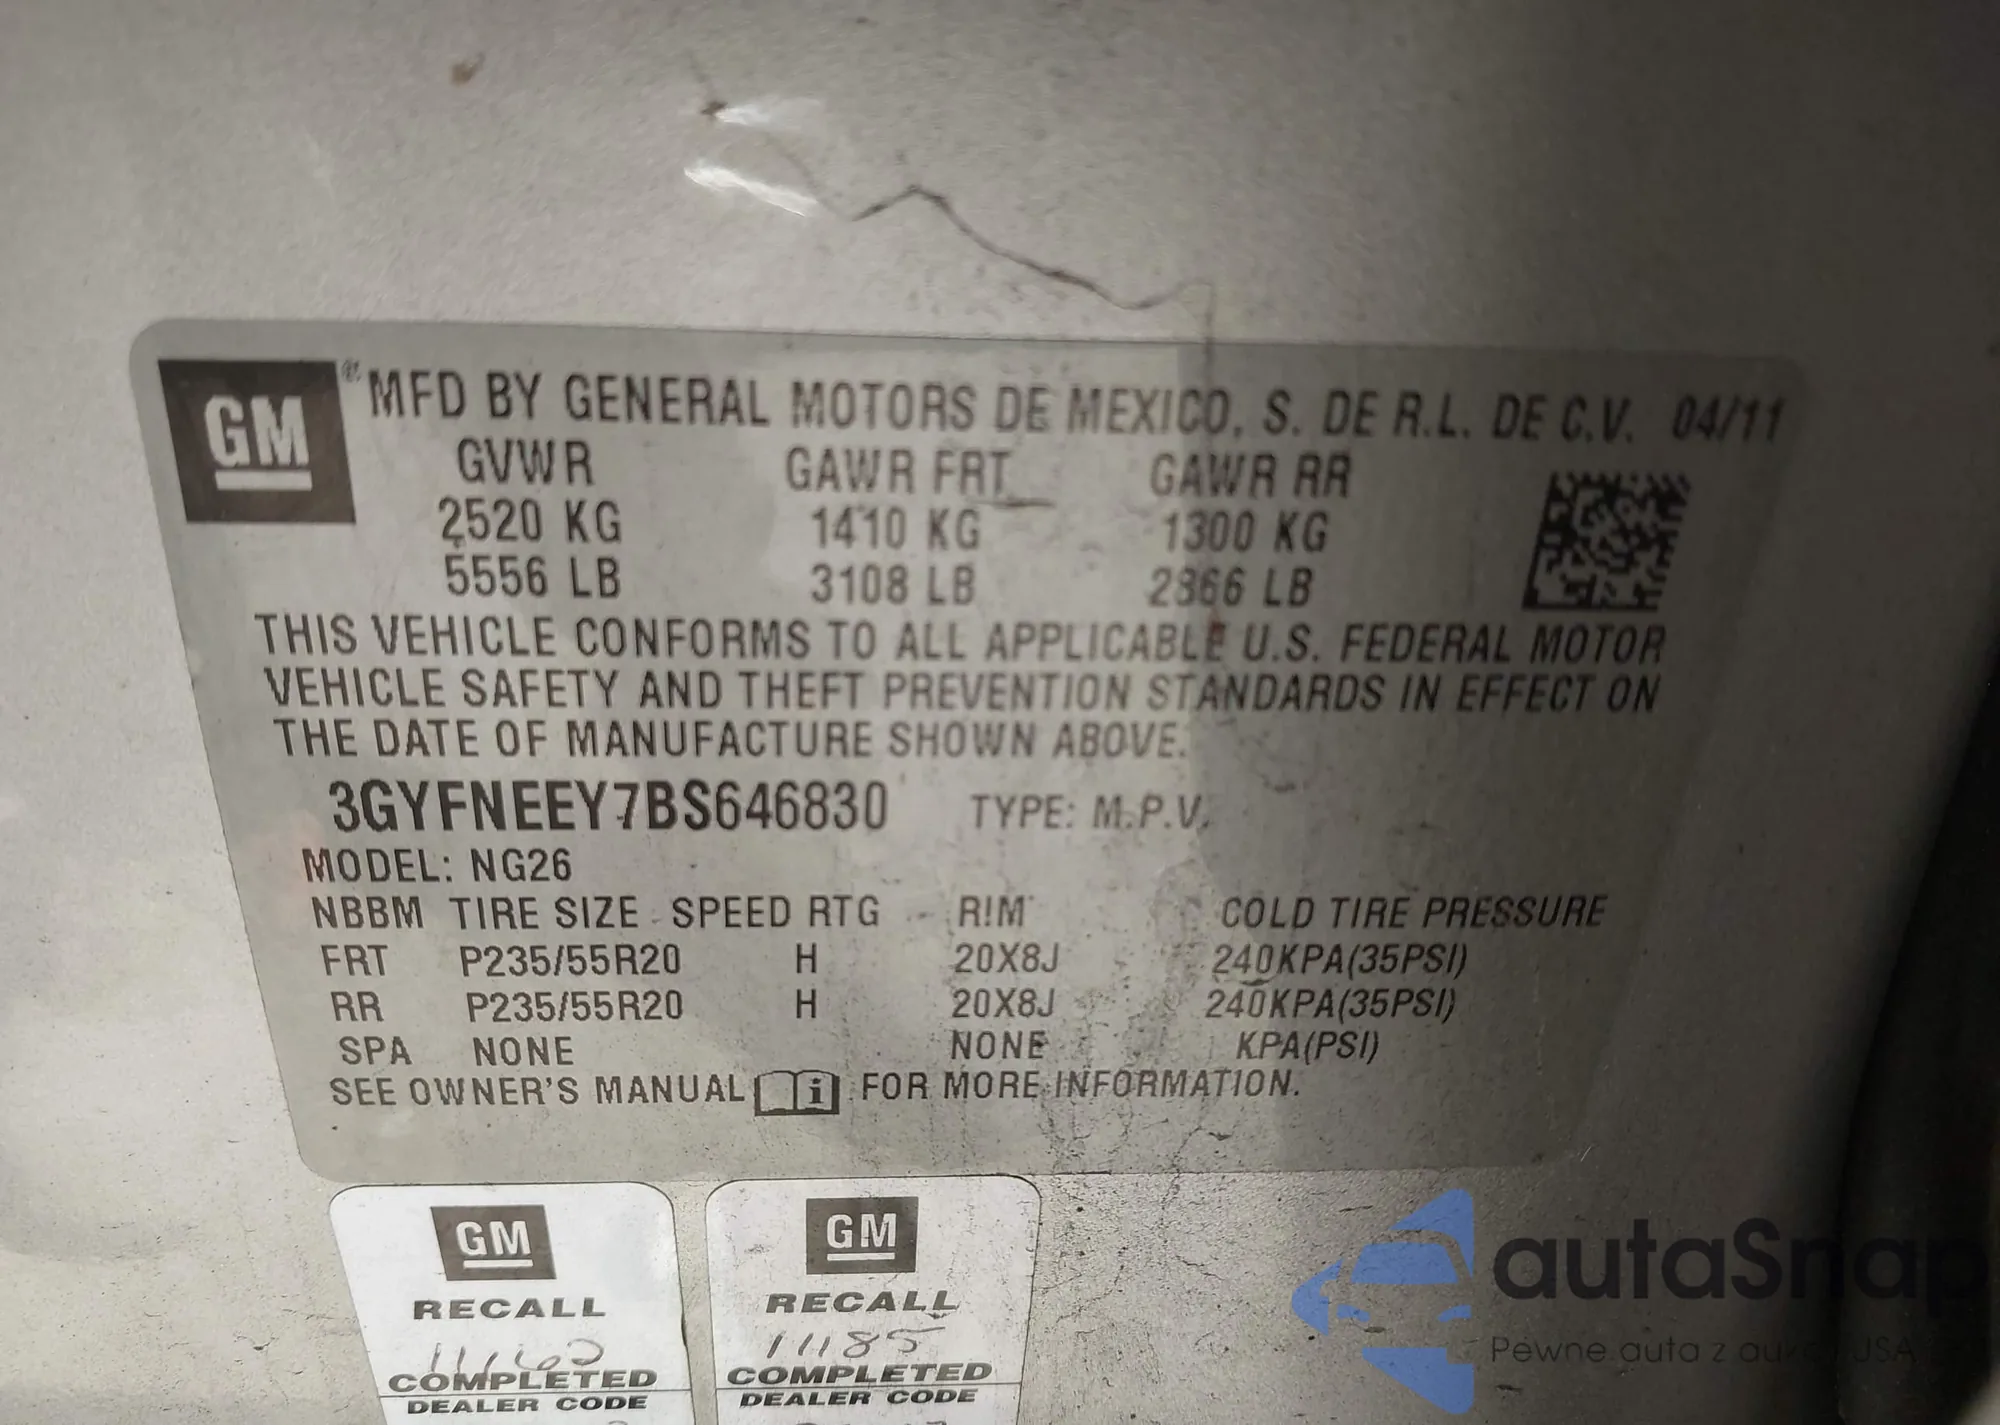 GM ® MFD BY GENERAL MOTORS DE MEXICO, S. DE R.L. DE C.V. 04/11
GVWR GAWR FRT GAWR RR
2520 KG 1410 KG 1300 KG
5556 LB 3108 LB 2866 LB
THIS VEHICLE CONFORMS TO ALL APPLICABLE U.S. FEDERAL MOTOR
VEHICLE SAFETY AND THEFT PREVENTION STANDARDS IN EFFECT ON
THE DATE OF MANUFACTURE SHOWN ABOVE.
3GYFNEEY7BS646830 TYPE: M.P.V.
MODEL: NG26
NBBM TIRE SIZE SPEED RTG RIM COLD TIRE PRESSURE
FRT P235/55R20 H 20X8J 240KPA(35PSI)
RR P235/55R20 H 20X8J 240KPA(35PSI)
SPA NONE NONE KPA(PSI)
SEE OWNER'S MANUAL i FOR MORE INFORMATION.
GM
RECALL
COMPLETED
DEALER CODE
GM
RECALL
11185
COMPLETED
DEALER CODE
autaSnap
Pewne auta z aukcji USA